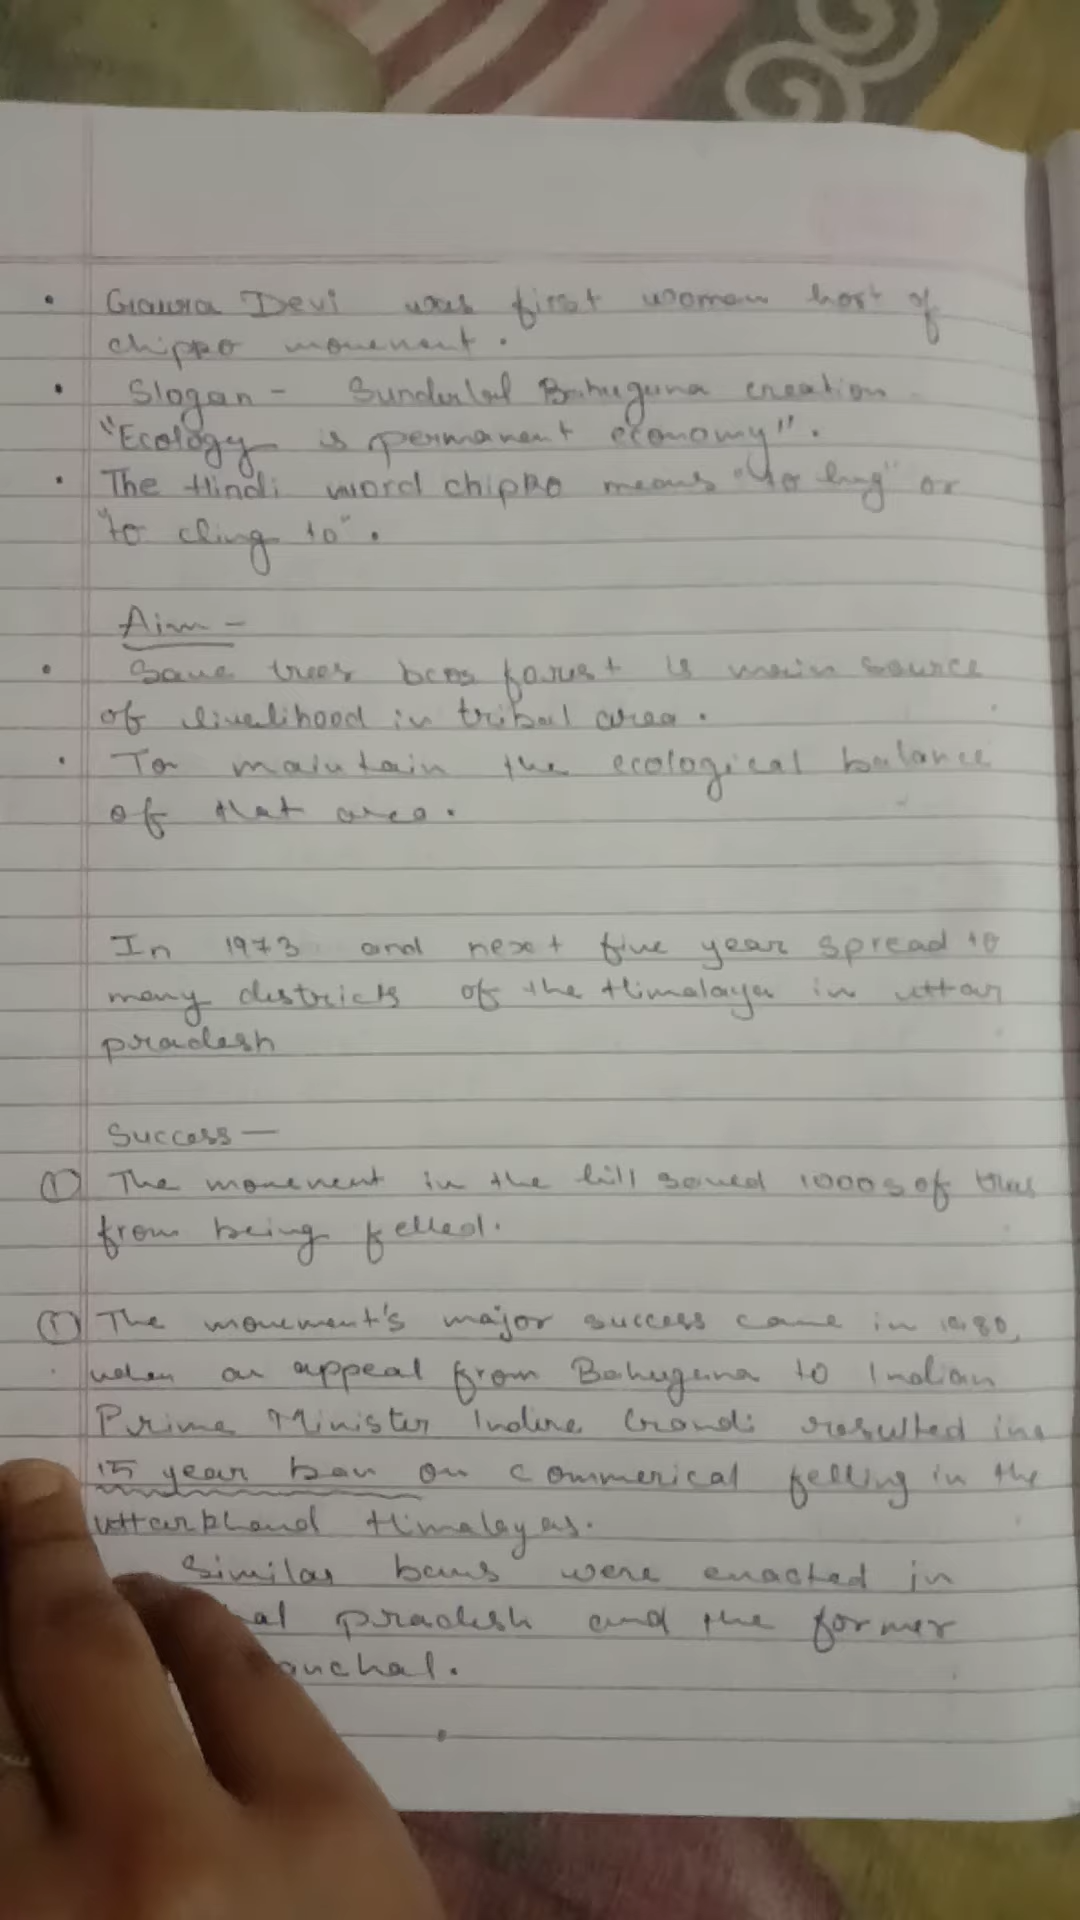 • Gaura Devi was first woman host of
chipko movement.
• Slogan - Sunderlal Bahuguna creation
"Ecology is permanent economy".
• The Hindi word chipko means "to hug" or
"to cling to".
Aim -
• Save trees bcos forest is main source
of livelihood in tribal area.
• To maintain the ecological balance
of that area.
In 1973 and next five year spread to
many districts of the Himalaya in uttar
pradesh
Success —
① The movement in the hill saved 1000s of trees
from being felled.
① The movement's major success came in 1980,
when an appeal from Bahuguna to Indian
Prime Minister Indira Grandi resulted in a
15 year ban on commerical felling in the
uttarkhand Himalayas.
Similar bans were enacted in
al pradesh and the former
anchal.